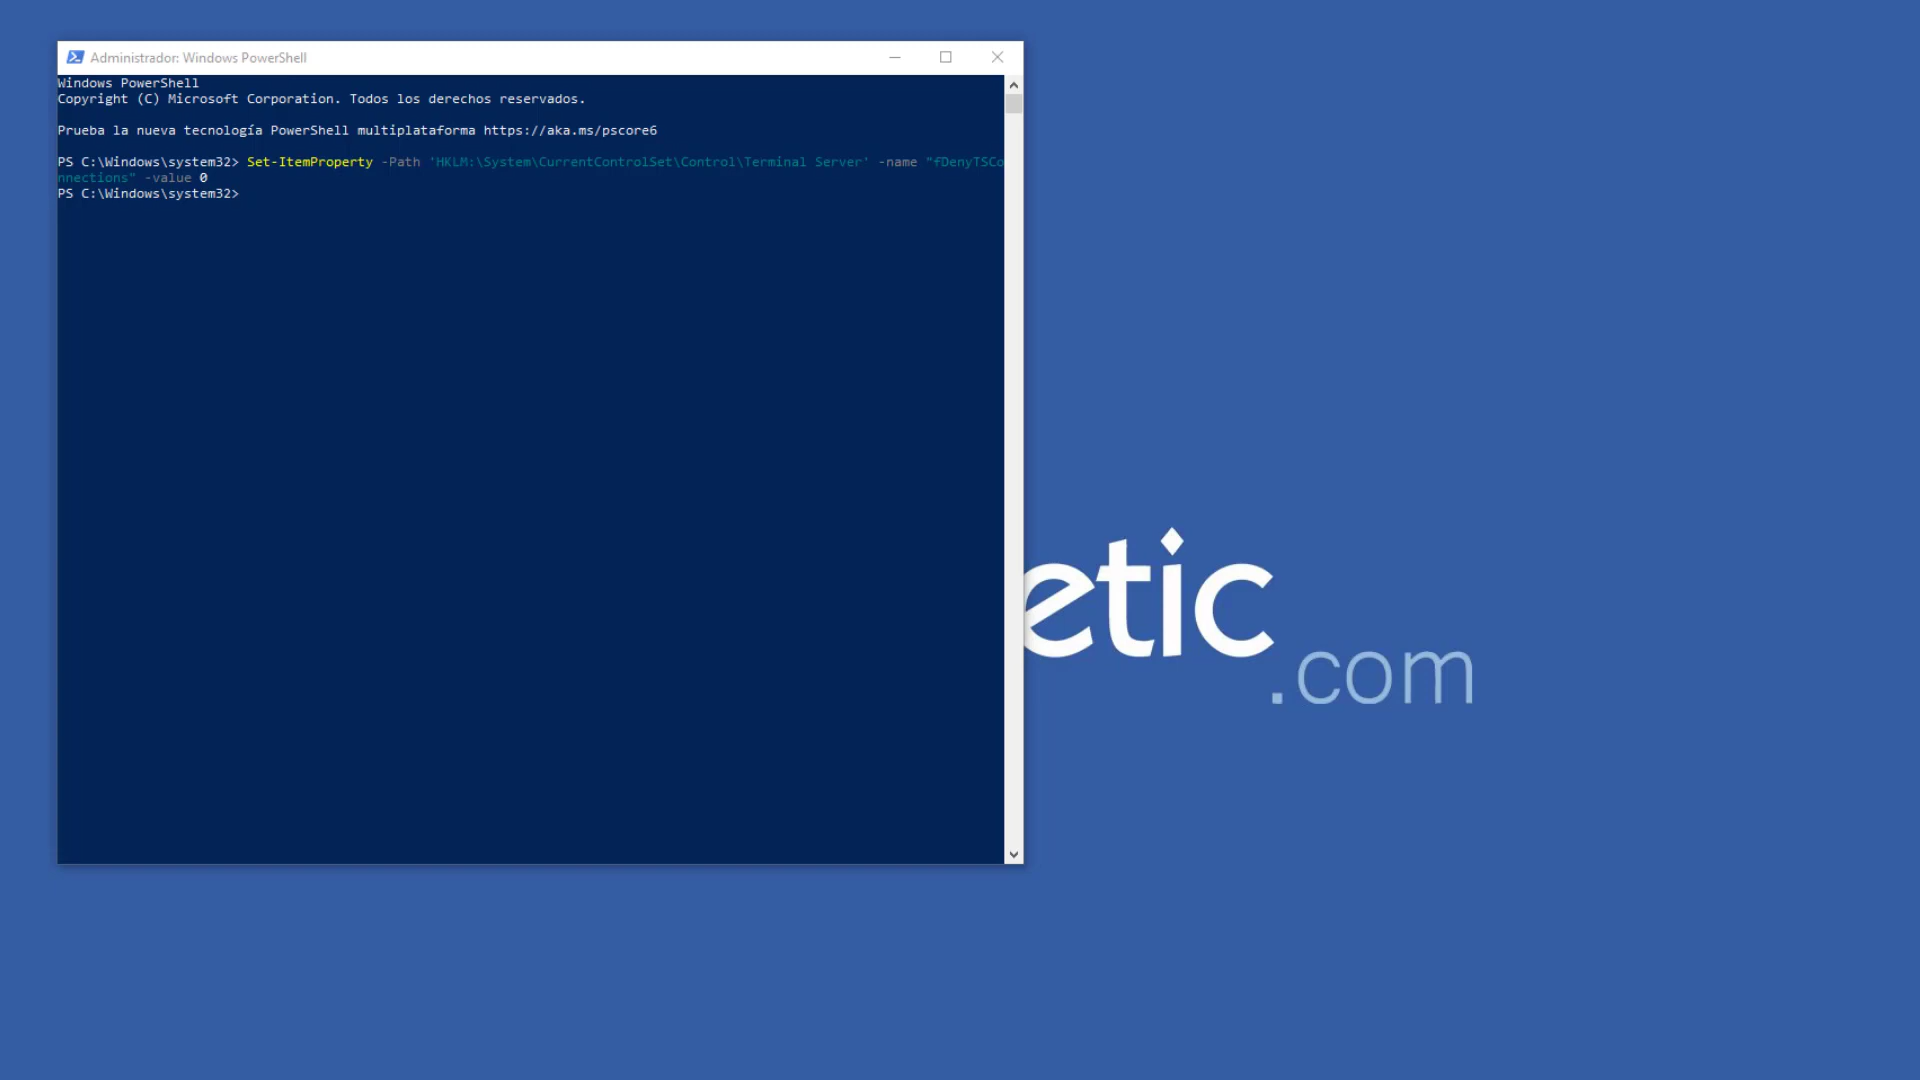 Administrador: Windows PowerShell
Windows PowerShell
Copyright (C) Microsoft Corporation. Todos los derechos reservados.
Prueba la nueva tecnología PowerShell multiplataforma https://aka.ms/pscore6
PS C:\Windows\system32> Set-ItemProperty -Path 'HKLM:\System\CurrentControlSet\Control\Terminal Server' -name "fDenyTSCo
nnections" -value 0
PS C:\Windows\system32>
etic
.com